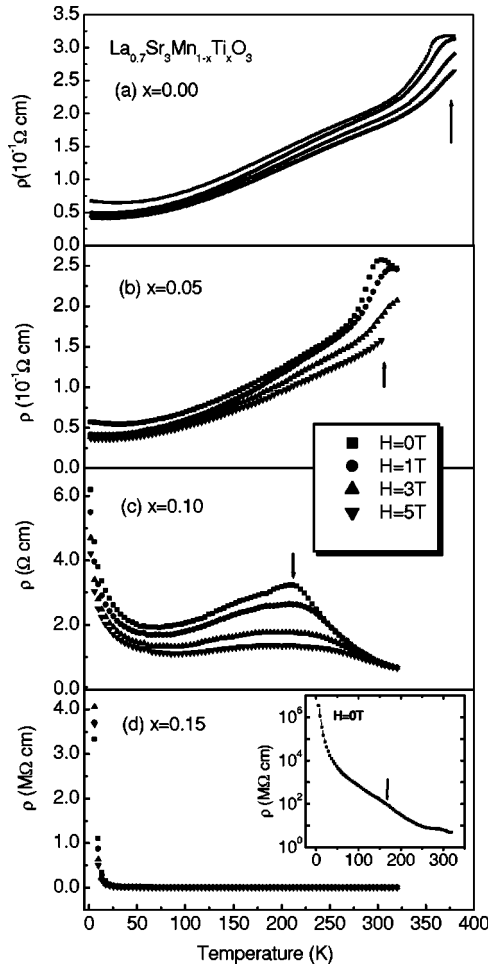 La0.7Sr3Mn1-xTixO3
(a) x=0.00
ρ(10⁻¹Ω cm)
3.5
3.0
2.5
2.0
1.5
1.0
0.5
0.0
(b) x=0.05
ρ (10⁻¹Ω cm)
2.5
2.0
1.5
1.0
0.5
0.0
H=0T
H=1T
H=3T
H=5T
(c) x=0.10
ρ (Ω cm)
6.0
4.0
2.0
0.0
(d) x=0.15
ρ (MΩ cm)
4.0
3.0
2.0
1.0
0.0
H=0T
ρ (MΩ cm)
10⁶
10⁴
10²
10⁰
0 100 200 300
0 50 100 150 200 250 300 350 400
Temperature (K)